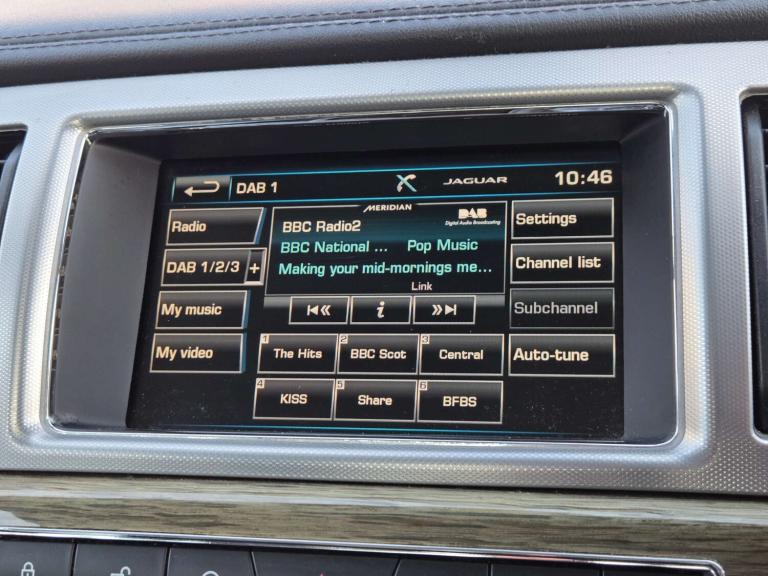 DAB 1
JAGUAR
10:46
Radio
DAB 1/2/3 +
My music
My video
MERIDIAN
BBC Radio2
DAB
Digital Audio Broadcasting
BBC National ... Pop Music
Making your mid-mornings me...
Link
i
Settings
Channel list
Subchannel
Auto-tune
1 The Hits
2 BBC Scot
3 Central
4 KISS
5 Share
6 BFBS